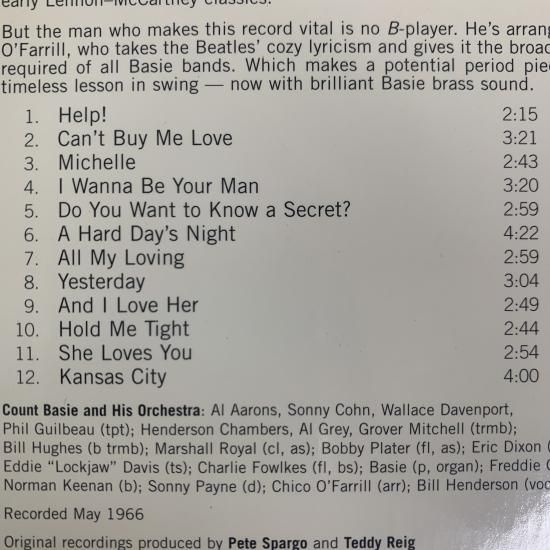 early Lennon–McCartney classics.
But the man who makes this record vital is no B-player. He's arrang
O'Farrill, who takes the Beatles' cozy lyricism and gives it the broad
required of all Basie bands. Which makes a potential period pie
timeless lesson in swing — now with brilliant Basie brass sound.
1. Help! 2:15
2. Can't Buy Me Love 3:21
3. Michelle 2:43
4. I Wanna Be Your Man 3:20
5. Do You Want to Know a Secret? 2:59
6. A Hard Day's Night 4:22
7. All My Loving 2:59
8. Yesterday 3:04
9. And I Love Her 2:49
10. Hold Me Tight 2:44
11. She Loves You 2:54
12. Kansas City 4:00
Count Basie and His Orchestra: Al Aarons, Sonny Cohn, Wallace Davenport,
Phil Guilbeau (tpt); Henderson Chambers, Al Grey, Grover Mitchell (trmb);
Bill Hughes (b trmb); Marshall Royal (cl, as); Bobby Plater (fl, as); Eric Dixon (
Eddie "Lockjaw" Davis (ts); Charlie Fowlkes (fl, bs); Basie (p, organ); Freddie G
Norman Keenan (b); Sonny Payne (d); Chico O'Farrill (arr); Bill Henderson (voc
Recorded May 1966
Original recordings produced by Pete Spargo and Teddy Reig